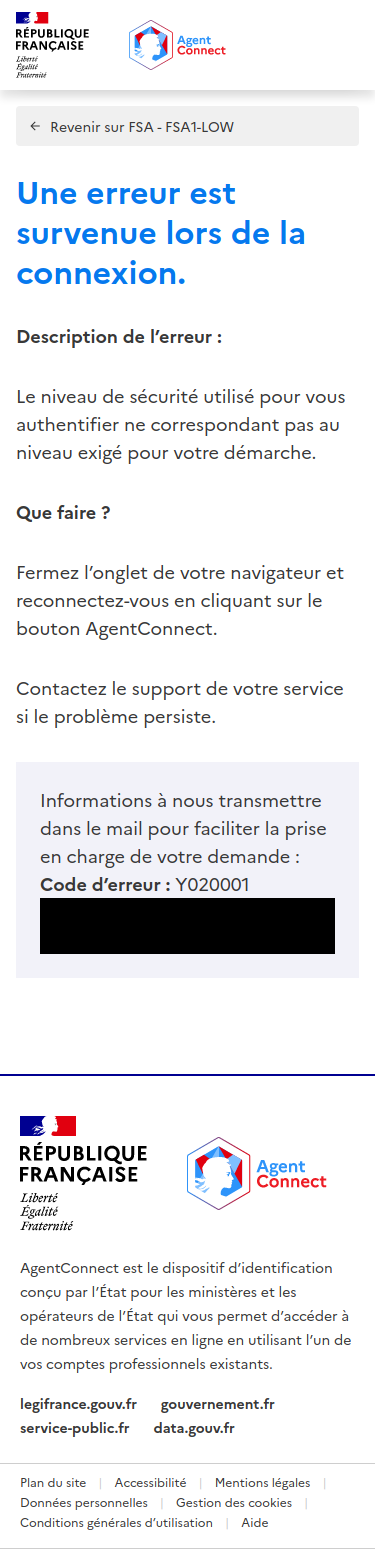 RÉPUBLIQUE
FRANÇAISE
Liberté
Égalité
Fraternité
Agent
Connect
← Revenir sur FSA - FSA1-LOW
Une erreur est
survenue lors de la
connexion.
Description de l’erreur :
Le niveau de sécurité utilisé pour vous
authentifier ne correspondant pas au
niveau exigé pour votre démarche.
Que faire ?
Fermez l’onglet de votre navigateur et
reconnectez-vous en cliquant sur le
bouton AgentConnect.
Contactez le support de votre service
si le problème persiste.
Informations à nous transmettre
dans le mail pour faciliter la prise
en charge de votre demande :
Code d’erreur : Y020001
RÉPUBLIQUE
FRANÇAISE
Liberté
Égalité
Fraternité
Agent
Connect
AgentConnect est le dispositif d’identification
conçu par l’État pour les ministères et les
opérateurs de l’État qui vous permet d’accéder à
de nombreux services en ligne en utilisant l’un de
vos comptes professionnels existants.
legifrance.gouv.fr gouvernement.fr
service-public.fr data.gouv.fr
Plan du site | Accessibilité | Mentions légales |
Données personnelles | Gestion des cookies |
Conditions générales d’utilisation | Aide